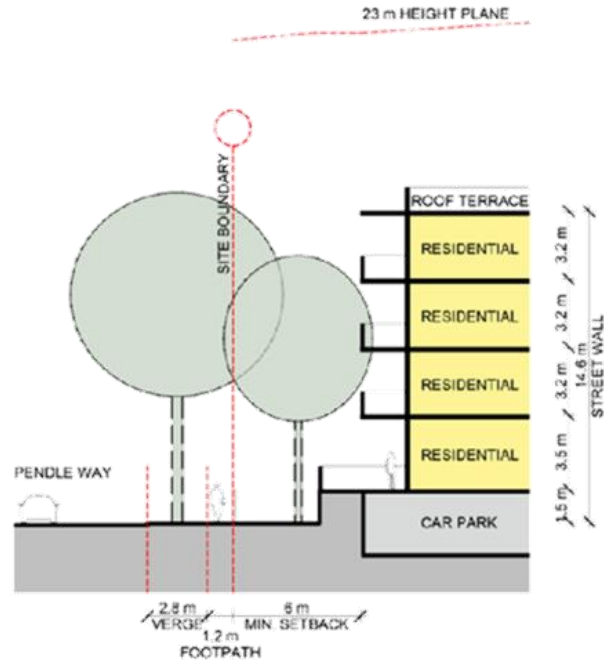 23 m HEIGHT PLANE
SITE BOUNDARY
ROOF TERRACE
RESIDENTIAL
3.2 m
RESIDENTIAL
3.2 m
RESIDENTIAL
3.2 m
14.6 m
STREET WALL
RESIDENTIAL
3.5 m
PENDLE WAY
CAR PARK
1.5 m
2.8 m
VERGE
1.2 m
FOOTPATH
6 m
MIN. SETBACK